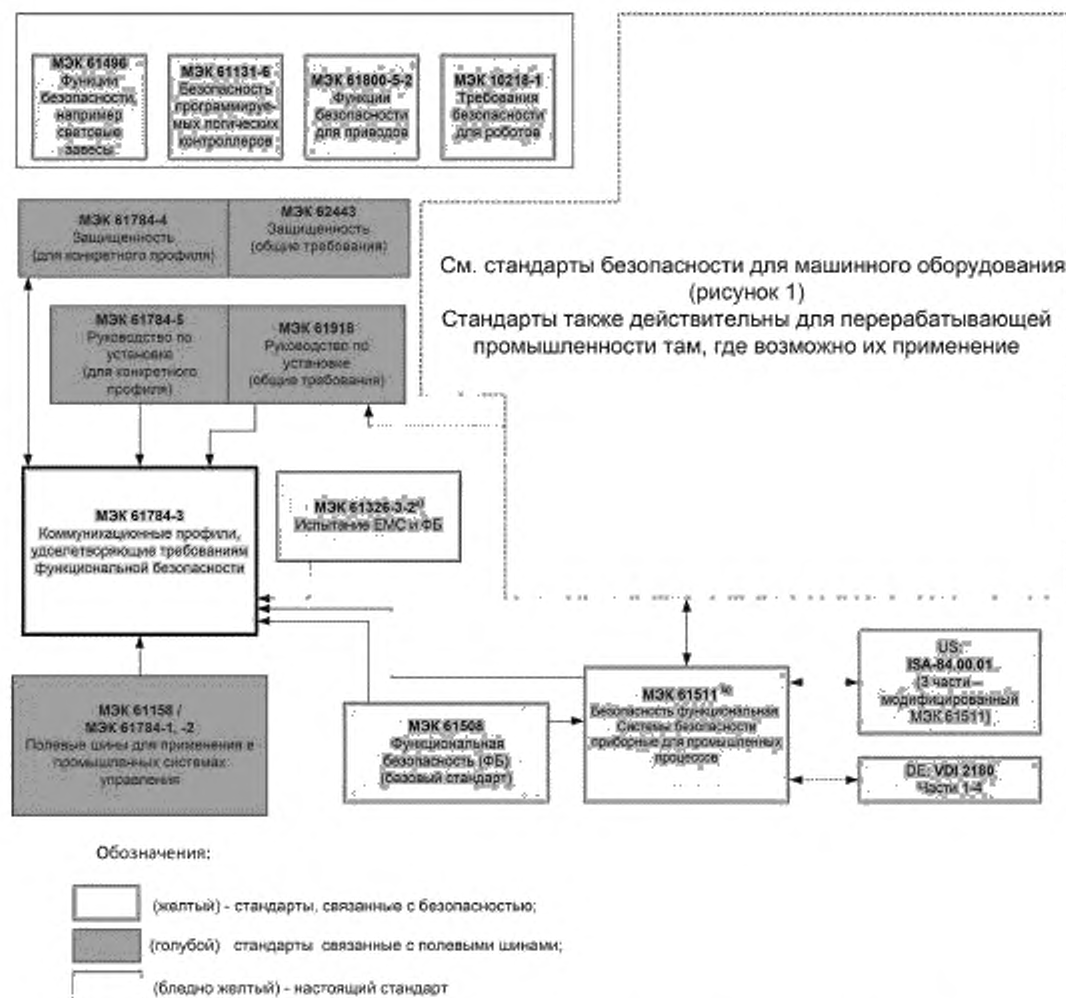 МЭК 61496
Функции
безопасности,
например
световые
завесы
МЭК 61131-6
Безопасность
программируе-
мых логических
контроллеров
МЭК 61800-5-2
Функции
безопасности
для приводов
МЭК 10218-1
Требования
безопасности
для роботов
МЭК 61784-4
Защищенность
(для конкретного профиля)
МЭК 62443
Защищенность
(общие требования)
См. стандарты безопасности для машинного оборудования
(рисунок 1)
Стандарты также действительны для перерабатывающей
промышленности там, где возможно их применение
МЭК 61784-5
Руководство по
установке
(для конкретного
профиля)
МЭК 61918
Руководство по
установке
(общие требования)
МЭК 61784-3
Коммуникационные профили,
удовлетворяющие требованиям
функциональной безопасности
МЭК 61326-3-2а)
Испытание ЕМС и ФБ
МЭК 61158 /
МЭК 61784-1, -2
Полевые шины для применения в
промышленных системах
управления
МЭК 61508
Функциональная
безопасность (ФБ)
(базовый стандарт)
МЭК 61511
Безопасность функциональная
Системы безопасности
приборные для промышленных
процессов
US:
ISA-84.00.01
(3 части –
модифицированный
МЭК 61511)
DE: VDI 2180
Части 1-4
Обозначения:
(желтый) - стандарты, связанные с безопасностью;
(голубой) стандарты связанные с полевыми шинами;
(бледно желтый) - настоящий стандарт